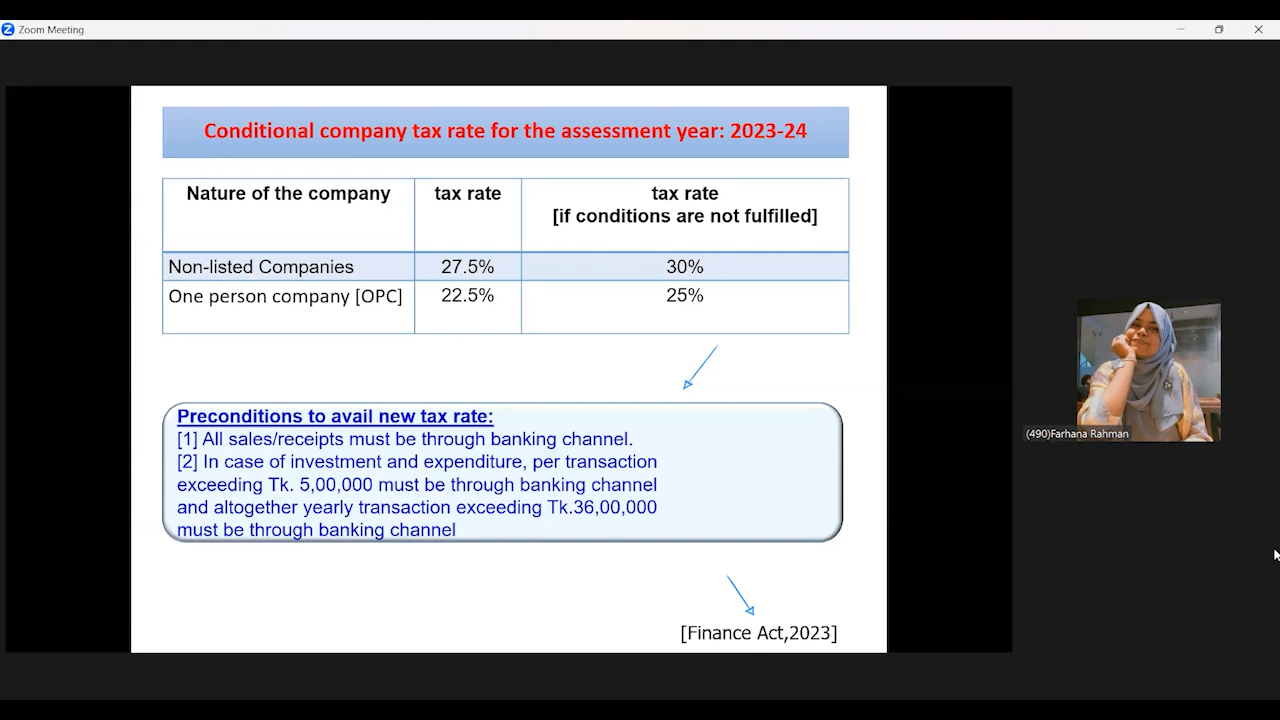 Zoom Meeting
Conditional company tax rate for the assessment year: 2023-24
Nature of the company
tax rate
tax rate
[if conditions are not fulfilled]
Non-listed Companies
27.5%
30%
One person company [OPC]
22.5%
25%
Preconditions to avail new tax rate:
[1] All sales/receipts must be through banking channel.
[2] In case of investment and expenditure, per transaction
exceeding Tk. 5,00,000 must be through banking channel
and altogether yearly transaction exceeding Tk.36,00,000
must be through banking channel
[Finance Act,2023]
(490)Farhana Rahman